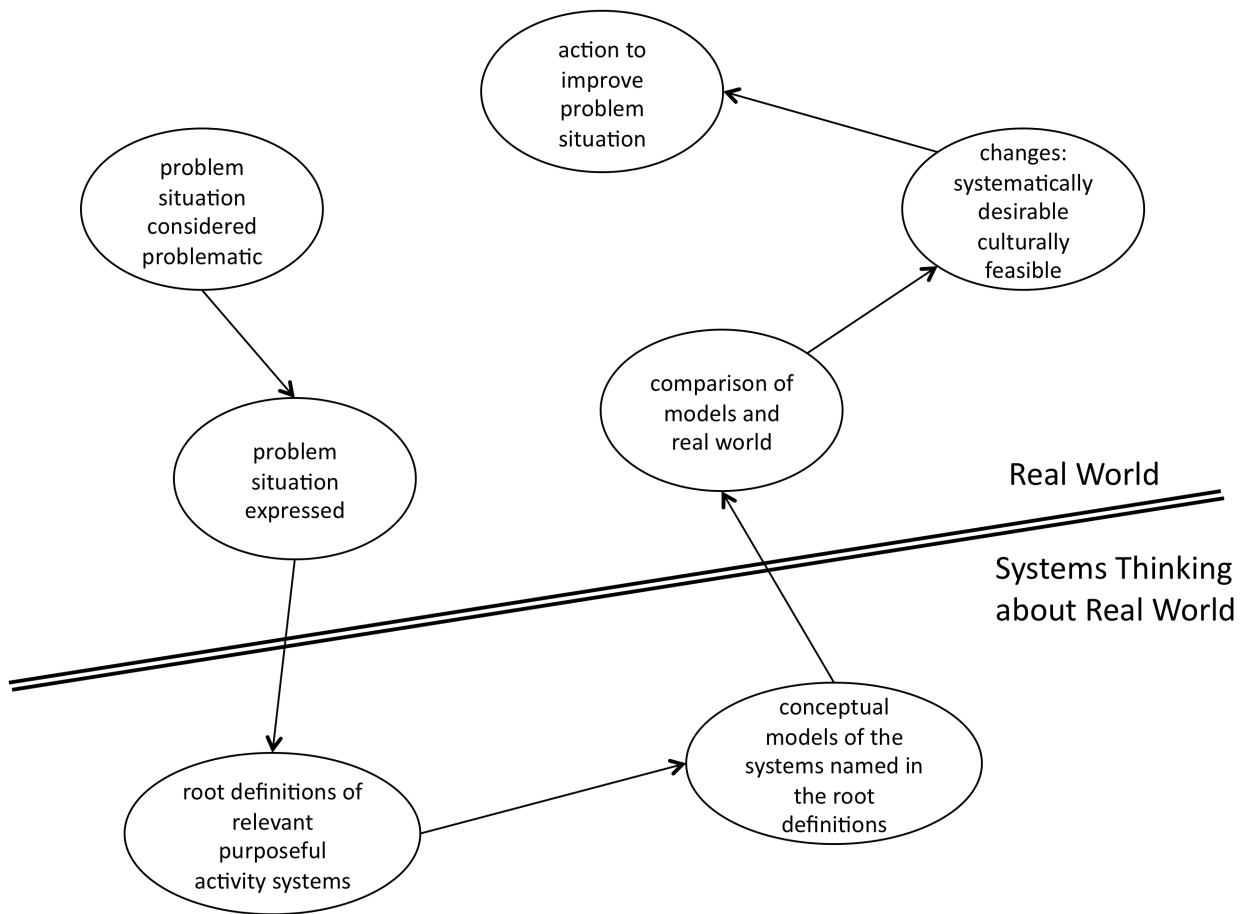 problem
situation
considered
problematic
problem
situation
expressed
root definitions of
relevant
purposeful
activity systems
conceptual
models of the
systems named in
the root
definitions
comparison of
models and
real world
changes:
systematically
desirable
culturally
feasible
action to
improve
problem
situation
Real World
Systems Thinking
about Real World